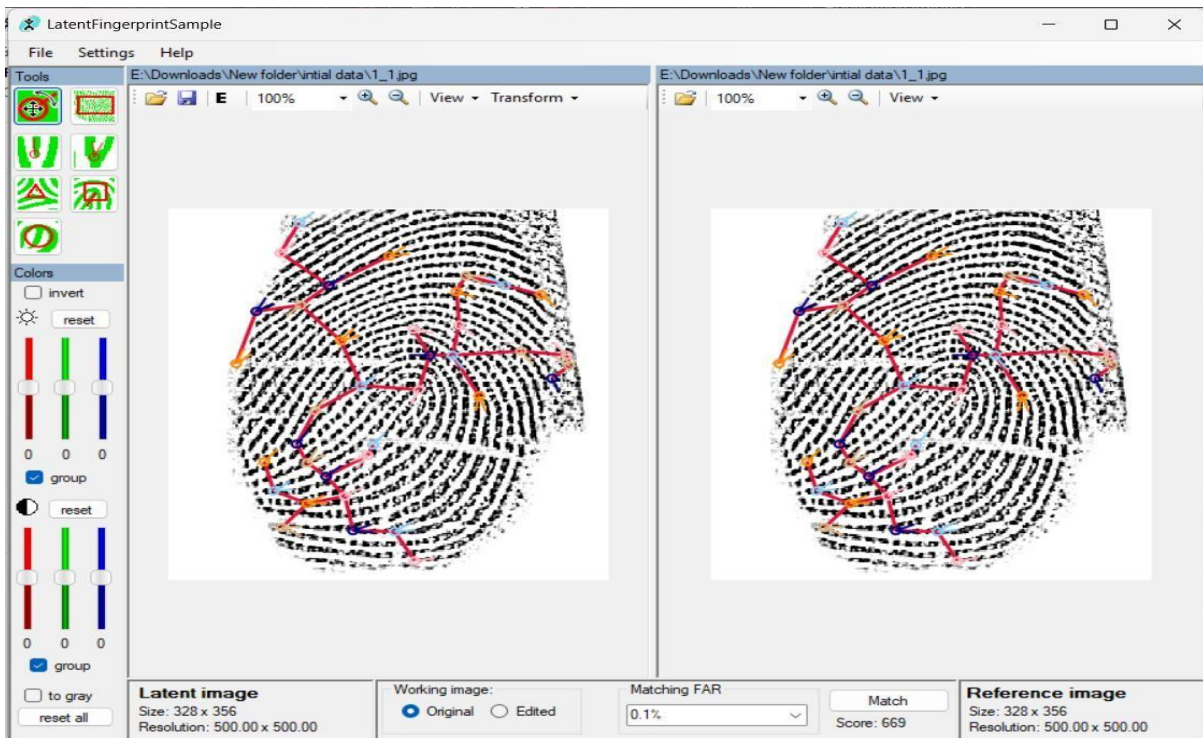 LatentFingerprintSample
File Settings Help
Tools
E:\Downloads\New folder\intial data\1_1.jpg
E:\Downloads\New folder\intial data\1_1.jpg
E 100% View Transform
100% View
Colors
invert
reset
0 0 0
group
reset
0 0 0
group
to gray
reset all
Latent image
Size: 328 x 356
Resolution: 500.00 x 500.00
Working image:
Original Edited
Matching FAR
0.1%
Match
Score: 669
Reference image
Size: 328 x 356
Resolution: 500.00 x 500.00